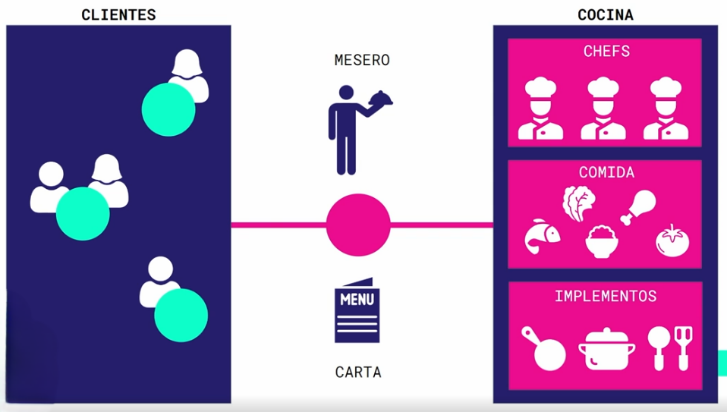 CLIENTES
COCINA
MESERO
CHEFS
COMIDA
MENU
IMPLEMENTOS
CARTA